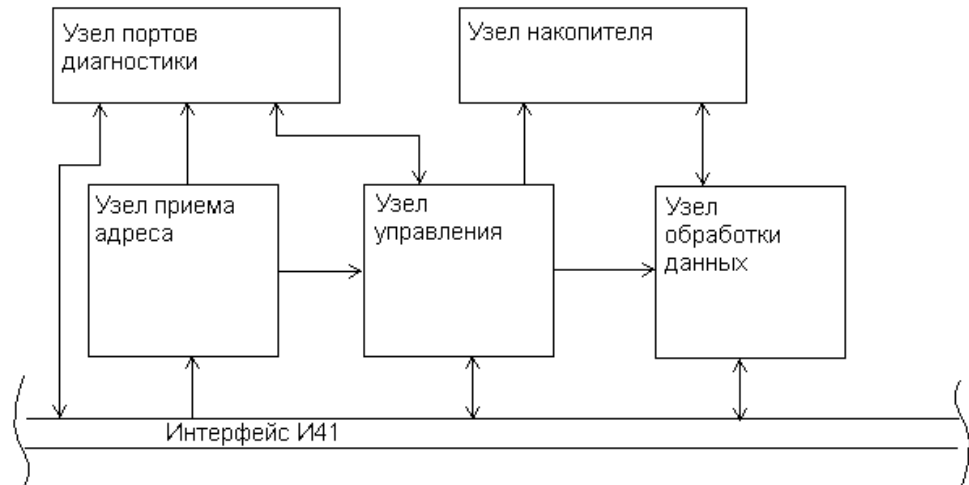 Узел портов
диагностики
Узел накопителя
Узел приема
адреса
Узел
управления
Узел
обработки
данных
Интерфейс И41